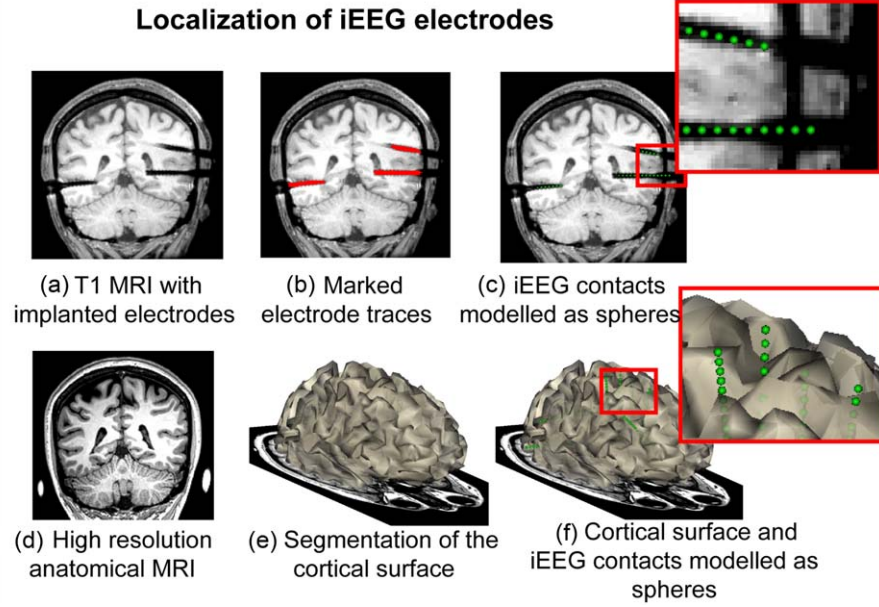 Localization of iEEG electrodes
(a) T1 MRI with
implanted electrodes
(b) Marked
electrode traces
(c) iEEG contacts
modelled as spheres
(d) High resolution
anatomical MRI
(e) Segmentation of the
cortical surface
(f) Cortical surface and
iEEG contacts modelled as
spheres